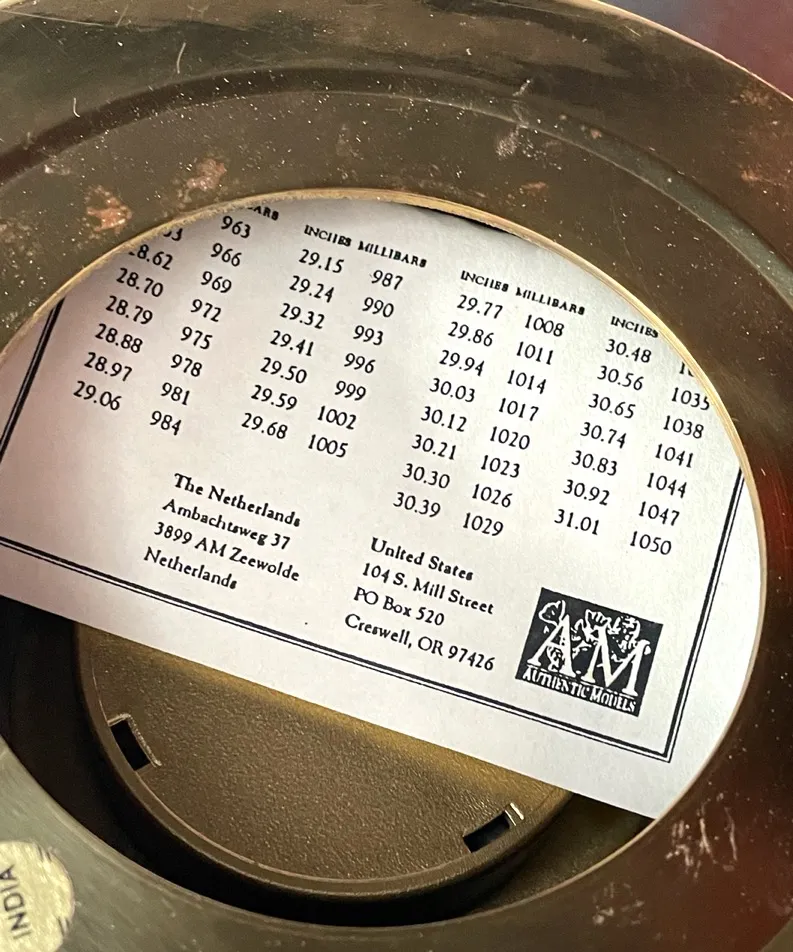 963
INCHES MILLIBARS
INCHES MILLIBARS
INCHES
28.62 966 29.15 987 29.77 1008 30.48
28.70 969 29.24 990 29.86 1011 30.56 1035
28.79 972 29.32 993 29.94 1014 30.65 1038
28.88 975 29.41 996 30.03 1017 30.74 1041
28.97 978 29.50 999 30.12 1020 30.83 1044
29.06 981 29.59 1002 30.21 1023 30.92 1047
984 29.68 1005 30.30 1026 31.01 1050
30.39 1029
The Netherlands
Ambachtsweg 37
3899 AM Zeewolde
Netherlands
United States
104 S. Mill Street
PO Box 520
Creswell, OR 97426
AM
AUTHENTIC MODELS
INDIA